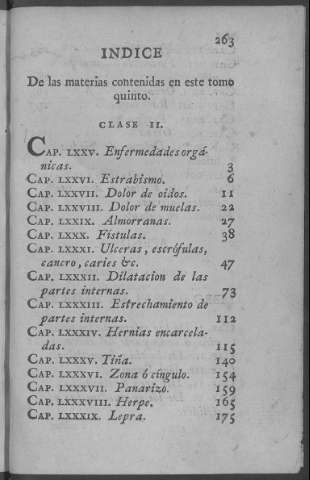 263
INDICE
De las materias contenidas en este tomo
quinto.
CLASE II.
CAP. LXXV. Enfermedades orgá-
nicas. 3
CAP. LXXVI. Estrabismo. 6
CAP. LXXVII. Dolor de oidos. 11
CAP. LXXVIII. Dolor de muelas. 22
CAP. LXXIX. Almorranas. 27
CAP. LXXX. Fistulas. 38
CAP. LXXXI. Ulceras, escrófulas,
cancro, caries &c. 47
CAP. LXXXII. Dilatacion de las
partes internas. 73
CAP. LXXXIII. Estrechamiento de
partes internas. 112
CAP. LXXXIV. Hernias encarcela-
das. 115
CAP. LXXXV. Tiña. 140
CAP. LXXXVI. Zona ó cíngulo. 154
CAP. LXXXVII. Panarizo. 159
CAP. LXXXVIII. Herpe. 165
CAP. LXXXIX. Lepra. 175